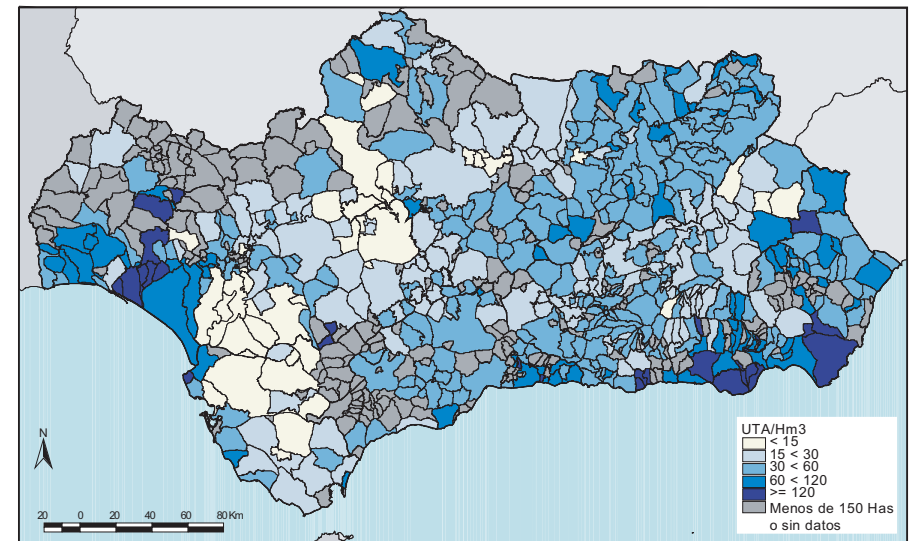 UTA/Hm3
< 15
15 < 30
30 < 60
60 < 120
>= 120
Menos de 150 Has
o sin datos
N
20 0 20 40 60 80 Km